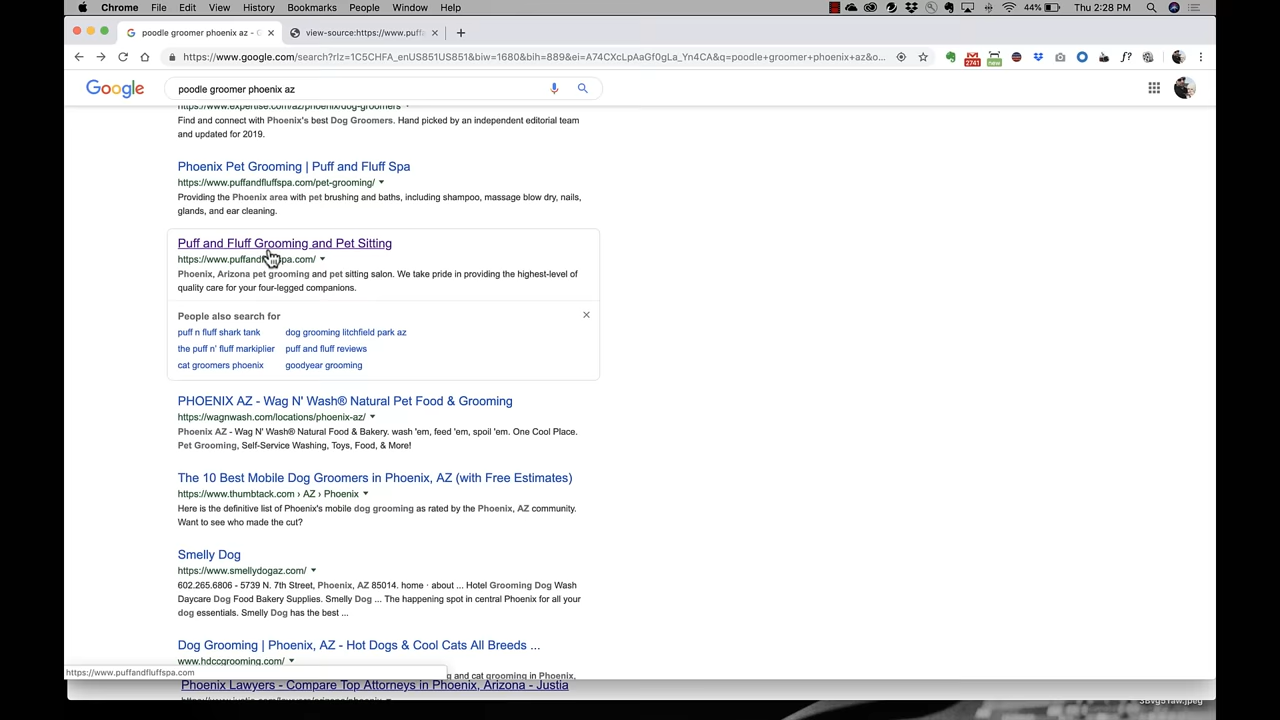 Chrome File Edit View History Bookmarks People Window Help 44% Thu 2:28 PM
poodle groomer phoenix az - G view-source:https://www.puffa
https://www.google.com/search?rlz=1C5CHFA_enUS851US851&biw=1680&bih=889&ei=A74CXcLpAaGf0gLa_Yn4CA&q=poodle+groomer+phoenix+az&o... 2741 new f?
Google poodle groomer phoenix az
https://www.expertise.com/az/phoenix/dog-groomers
Find and connect with Phoenix's best Dog Groomers. Hand picked by an independent editorial team
and updated for 2019.
Phoenix Pet Grooming | Puff and Fluff Spa
https://www.puffandfluffspa.com/pet-grooming/
Providing the Phoenix area with pet brushing and baths, including shampoo, massage blow dry, nails,
glands, and ear cleaning.
Puff and Fluff Grooming and Pet Sitting
https://www.puffandfluffspa.com/
Phoenix, Arizona pet grooming and pet sitting salon. We take pride in providing the highest-level of
quality care for your four-legged companions.
People also search for
puff n fluff shark tank dog grooming litchfield park az
the puff n' fluff markiplier puff and fluff reviews
cat groomers phoenix goodyear grooming
PHOENIX AZ - Wag N' Wash® Natural Pet Food & Grooming
https://wagnwash.com/locations/phoenix-az/
Phoenix AZ - Wag N' Wash® Natural Food & Bakery. wash 'em, feed 'em, spoil 'em. One Cool Place.
Pet Grooming, Self-Service Washing, Toys, Food, & More!
The 10 Best Mobile Dog Groomers in Phoenix, AZ (with Free Estimates)
https://www.thumbtack.com › AZ › Phoenix
Here is the definitive list of Phoenix's mobile dog grooming as rated by the Phoenix, AZ community.
Want to see who made the cut?
Smelly Dog
https://www.smellydogaz.com/
602.265.6806 - 5739 N. 7th Street, Phoenix, AZ 85014. home · about ... Hotel Grooming Dog Wash
Daycare Dog Food Bakery Supplies. Smelly Dog ... The happening spot in central Phoenix for all your
dog essentials. Smelly Dog has the best ...
Dog Grooming | Phoenix, AZ - Hot Dogs & Cool Cats All Breeds ...
www.hdccgrooming.com/
https://www.puffandfluffspa.com
g and cat grooming in Phoenix,
Phoenix Lawyers - Compare Top Attorneys in Phoenix, Arizona - Justia